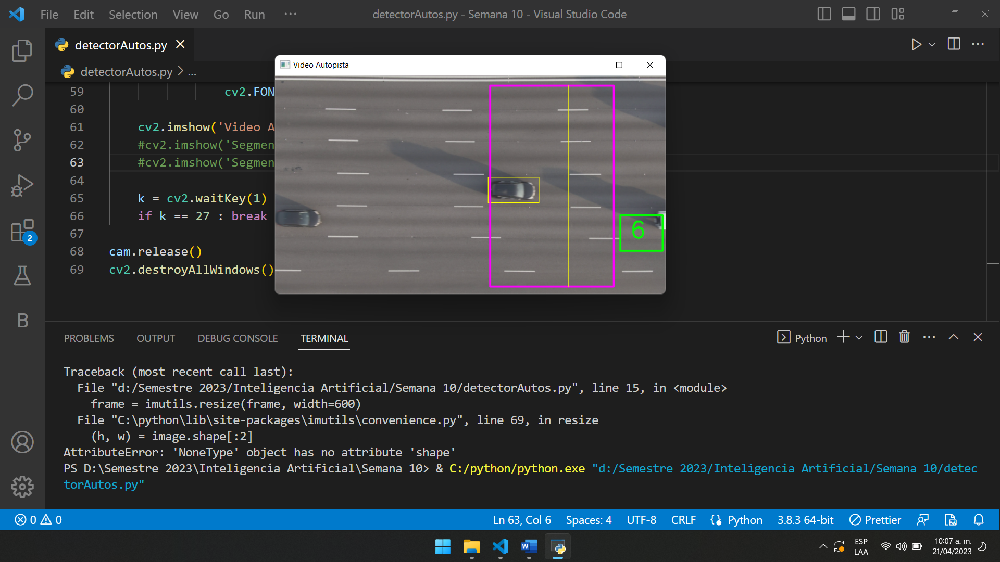 File Edit Selection View Go Run ··· detectorAutos.py - Semana 10 - Visual Studio Code
detectorAutos.py
detectorAutos.py > ...
Video Autopista
59 cv2.FON
60
61 cv2.imshow('Video A
62 #cv2.imshow('Segmen
63 #cv2.imshow('Segmen
64
65 k = cv2.waitKey(1)
66 if k == 27 : break
67
68 cam.release()
69 cv2.destroyAllWindows()
6
2
B
PROBLEMS OUTPUT DEBUG CONSOLE TERMINAL Python
Traceback (most recent call last):
File "d:/Semestre 2023/Inteligencia Artificial/Semana 10/detectorAutos.py", line 15, in <module>
frame = imutils.resize(frame, width=600)
File "C:\python\lib\site-packages\imutils\convenience.py", line 69, in resize
(h, w) = image.shape[:2]
AttributeError: 'NoneType' object has no attribute 'shape'
PS D:\Semestre 2023\Inteligencia Artificial\Semana 10> & C:/python/python.exe "d:/Semestre 2023/Inteligencia Artificial/Semana 10/detec
torAutos.py"
0 0 Ln 63, Col 6 Spaces: 4 UTF-8 CRLF Python 3.8.3 64-bit Prettier
W
ESP
LAA
10:07 a. m.
21/04/2023